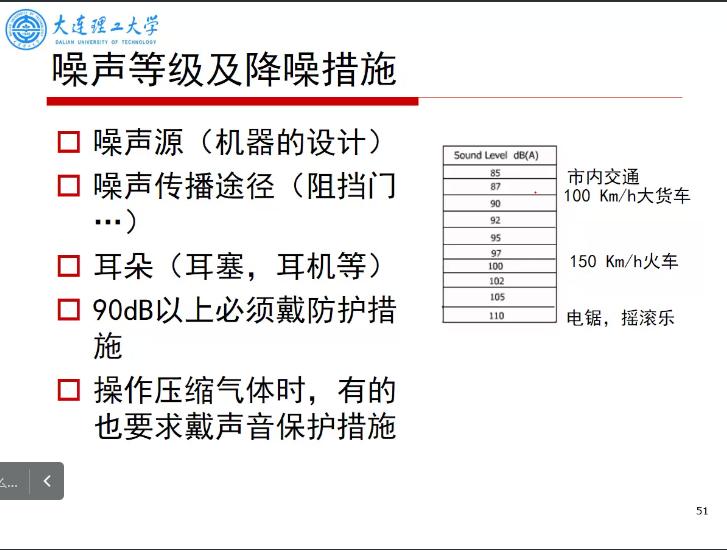 大连理工大学
DALIAN UNIVERSITY OF TECHNOLOGY
噪声等级及降噪措施
噪声源（机器的设计）
噪声传播途径（阻挡门
…）
耳朵（耳塞，耳机等）
90dB以上必须戴防护措
施
操作压缩气体时，有的
也要求戴声音保护措施
Sound Level dB(A)
85
87
90
92
95
97
100
102
105
110
市内交通
100 Km/h大货车
150 Km/h火车
电锯，摇滚乐
51